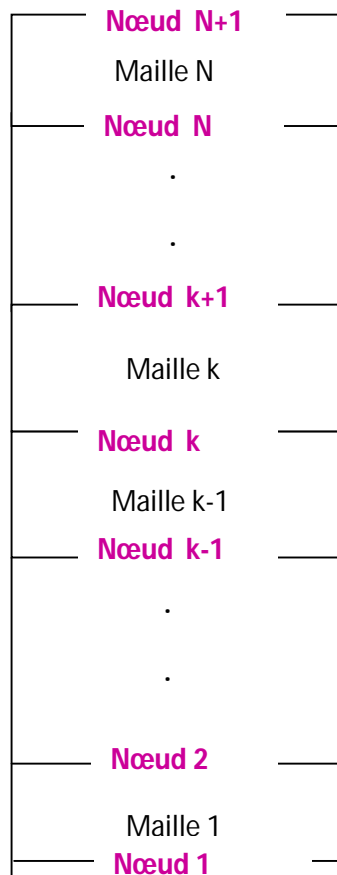 Nœud N+1
Maille N
Nœud N
.
.
Nœud k+1
Maille k
Nœud k
Maille k-1
Nœud k-1
.
.
Nœud 2
Maille 1
Nœud 1